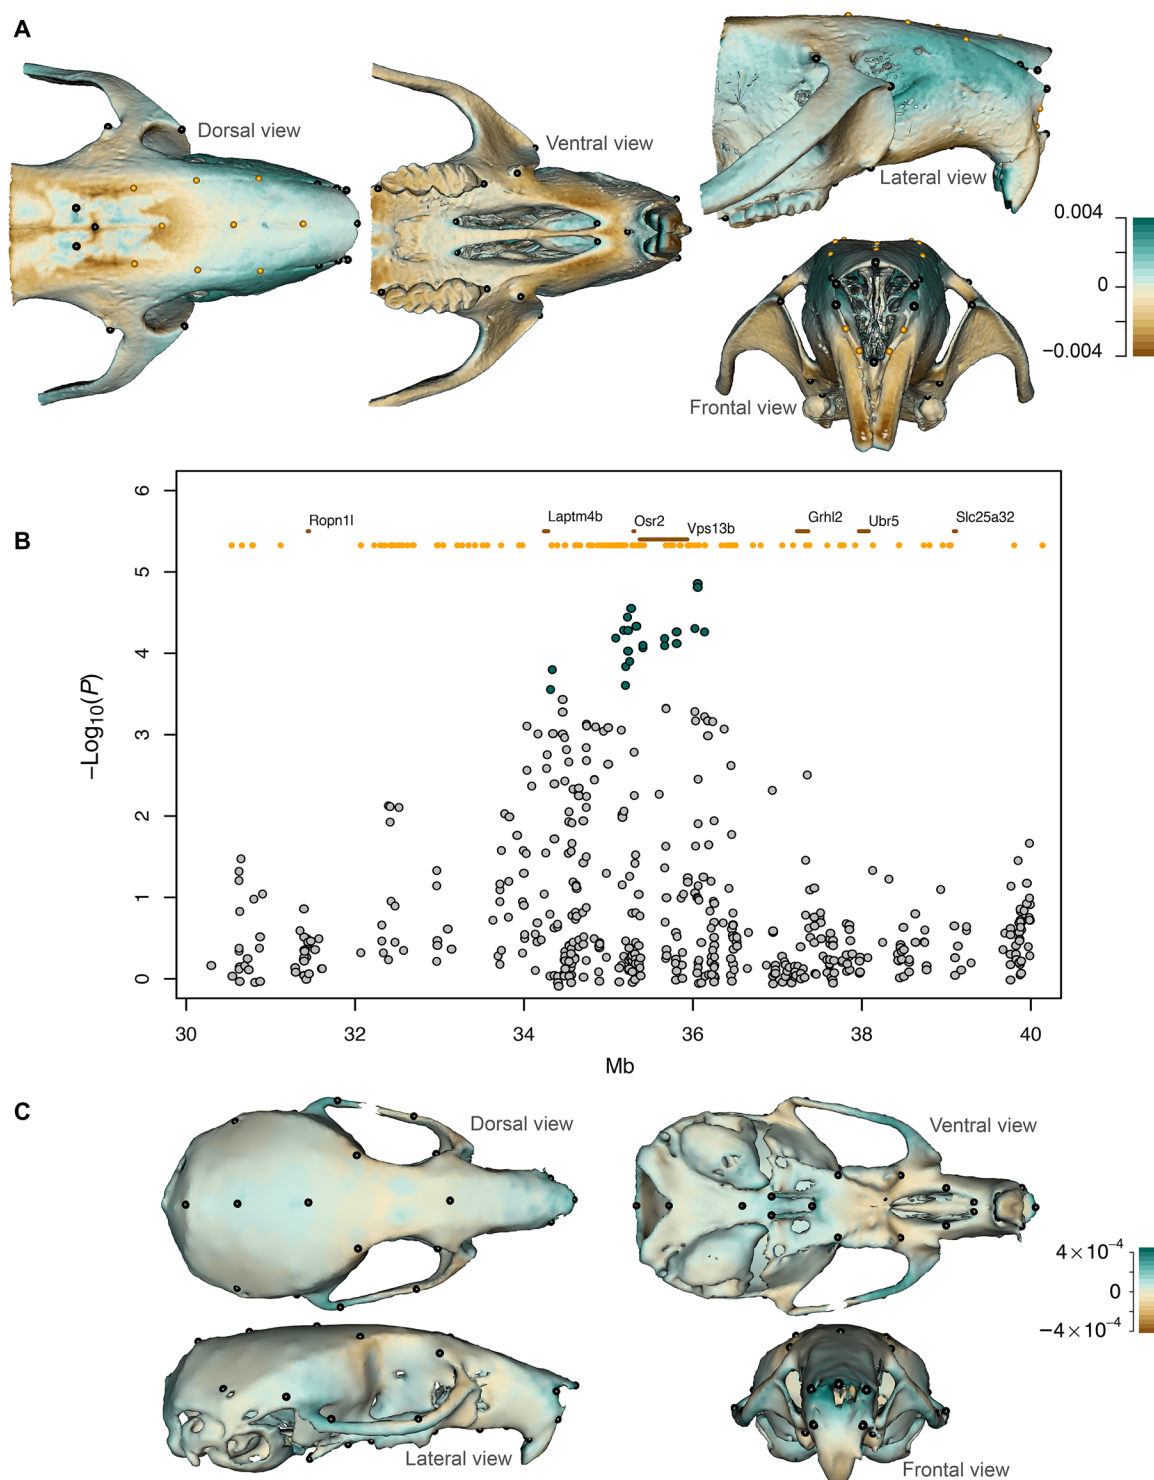 A
Dorsal view
Ventral view
Lateral view
Frontal view
0.004
0
−0.004
B
−Log10(P)
6
5
4
3
2
1
0
Ropn1l
Laptm4b
Osr2
Vps13b
Grhl2
Ubr5
Slc25a32
30
32
34
36
38
40
Mb
C
Dorsal view
Ventral view
Lateral view
Frontal view
4×10⁻⁴
0
−4×10⁻⁴